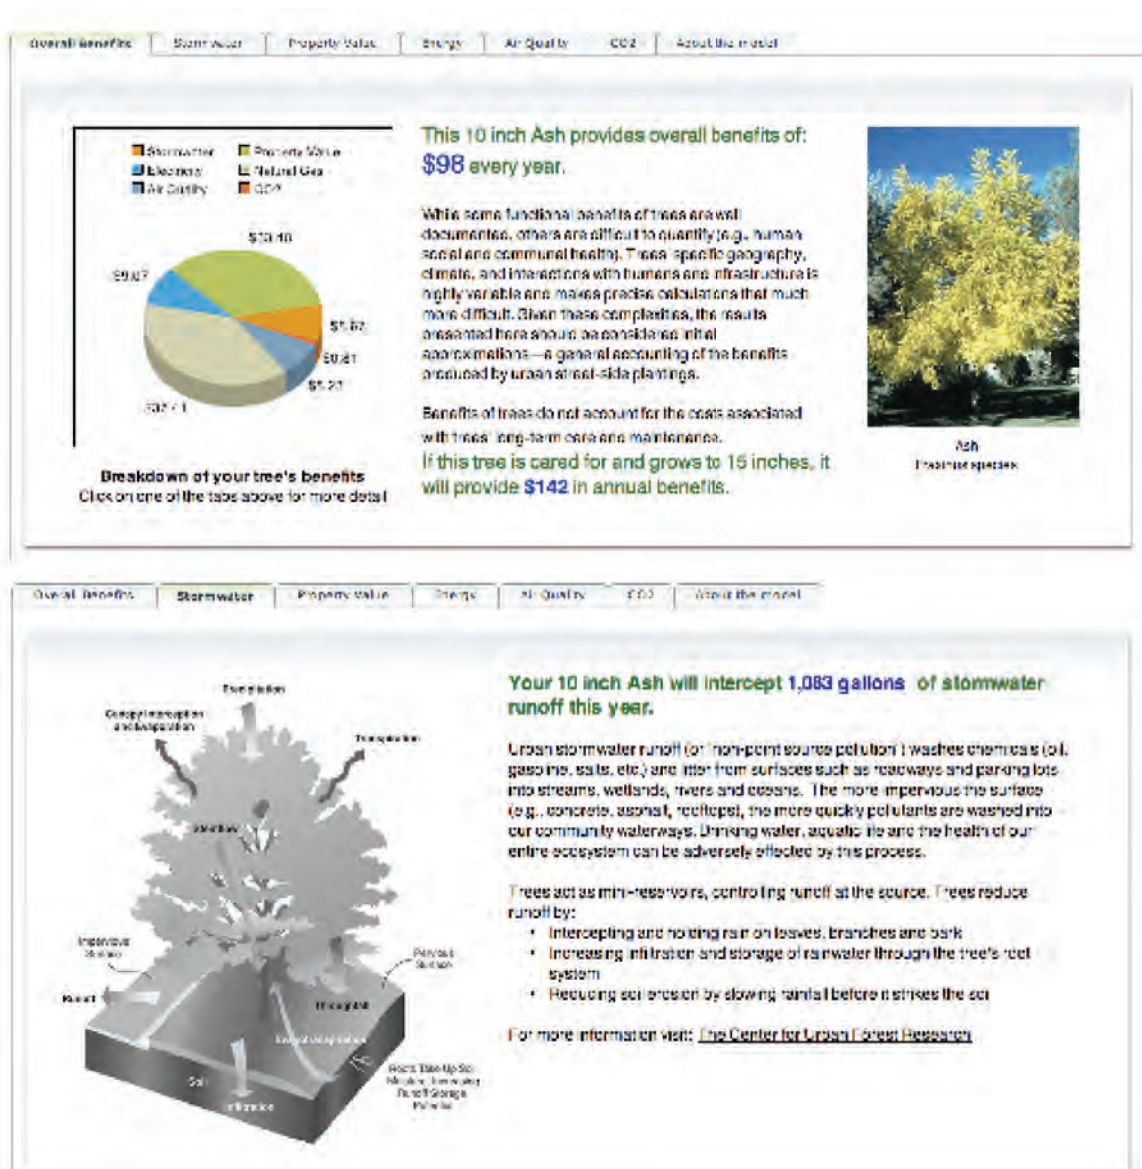 Overall Benefits Stormwater Property Value Energy Air Quality CO2 About the model
Stormwater Property Value
Electricity Natural Gas
Air Quality CO2
This 10 inch Ash provides overall benefits of:
$98 every year.
While some functional benefits of trees are well
documented, others are difficult to quantify (e.g., human
social and communal health). Trees' specific geography,
climate, and interactions with humans and infrastructure is
highly variable and makes precise calculations that much
more difficult. Given these complexities, the results
presented here should be considered initial
approximations—a general accounting of the benefits
produced by urban street-side plantings.
Benefits of trees do not account for the costs associated
with trees' long-term care and maintenance.
If this tree is cared for and grows to 15 inches, it
will provide $142 in annual benefits.
Breakdown of your tree's benefits
Click on one of the tabs above for more detail
Ash
Fraxinus species
Overall Benefits Stormwater Property Value Energy Air Quality CO2 About the model
Precipitation
Canopy Interception
and Evaporation
Transpiration
Stemflow
Impervious
Surface
Pervious
Surface
Runoff
Throughfall
Evapotranspiration
Soil
Infiltration
Roots Take Up Soil
Moisture, Increasing
Runoff Storage
Potential
Your 10 inch Ash will intercept 1,083 gallons of stormwater
runoff this year.
Urban stormwater runoff (or "non-point source pollution") washes chemicals (oil,
gasoline, salts, etc.) and litter from surfaces such as roadways and parking lots
into streams, wetlands, rivers and oceans. The more impervious the surface
(e.g., concrete, asphalt, rooftops), the more quickly pollutants are washed into
our community waterways. Drinking water, aquatic life and the health of our
entire ecosystem can be adversely effected by this process.
Trees act as mini-reservoirs, controlling runoff at the source. Trees reduce
runoff by:
• Intercepting and holding rain on leaves, branches and bark
• Increasing infiltration and storage of rainwater through the tree's root
system
• Reducing soil erosion by slowing rainfall before it strikes the soil
For more information visit: The Center for Urban Forest Research